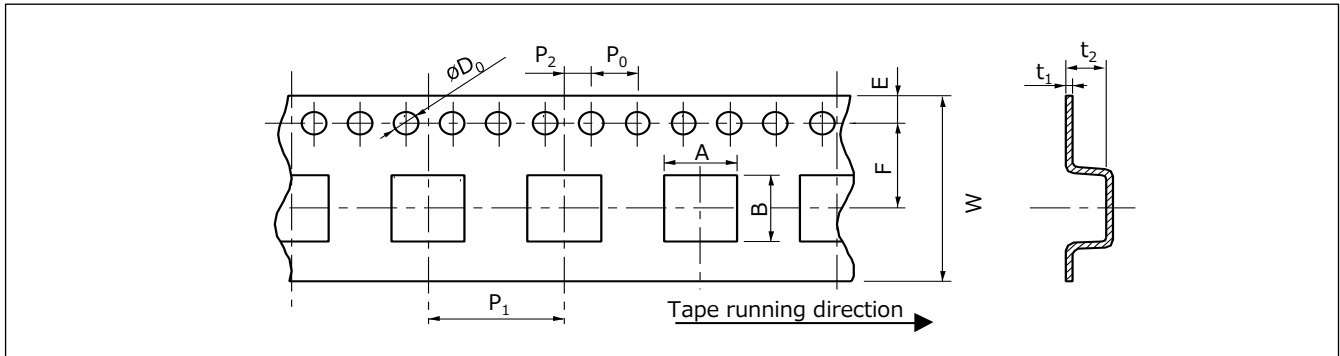 P₂
P₀
øD₀
E
t₂
t₁
A
F
B
W
P₁
Tape running direction